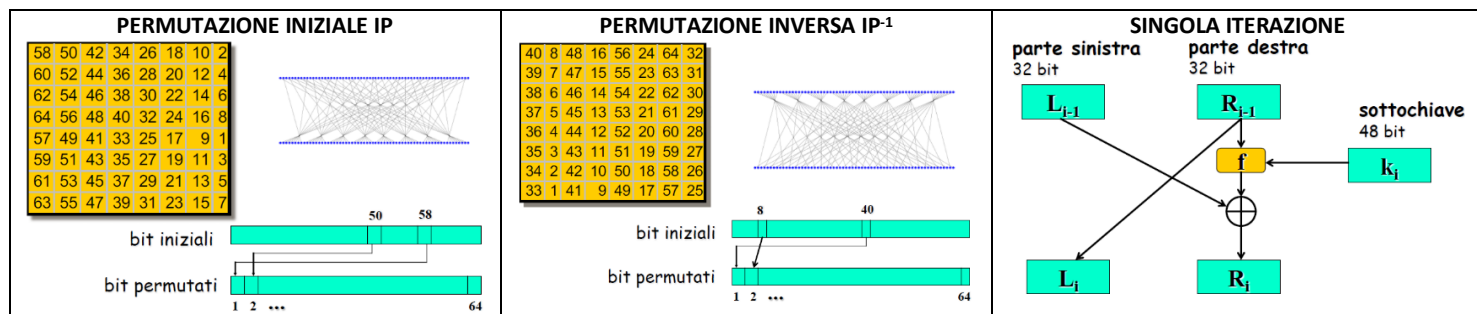 PERMUTAZIONE INIZIALE IP
58 50 42 34 26 18 10 2
60 52 44 36 28 20 12 4
62 54 46 38 30 22 14 6
64 56 48 40 32 24 16 8
57 49 41 33 25 17 9 1
59 51 43 35 27 19 11 3
61 53 45 37 29 21 13 5
63 55 47 39 31 23 15 7
50 58
bit iniziali
bit permutati
1 2 ... 64
PERMUTAZIONE INVERSA IP-1
40 8 48 16 56 24 64 32
39 7 47 15 55 23 63 31
38 6 46 14 54 22 62 30
37 5 45 13 53 21 61 29
36 4 44 12 52 20 60 28
35 3 43 11 51 19 59 27
34 2 42 10 50 18 58 26
33 1 41 9 49 17 57 25
8 40
bit iniziali
bit permutati
1 2 ... 64
SINGOLA ITERAZIONE
parte sinistra parte destra
32 bit 32 bit
Li-1 Ri-1
sottochiave
48 bit
f ki
Li Ri